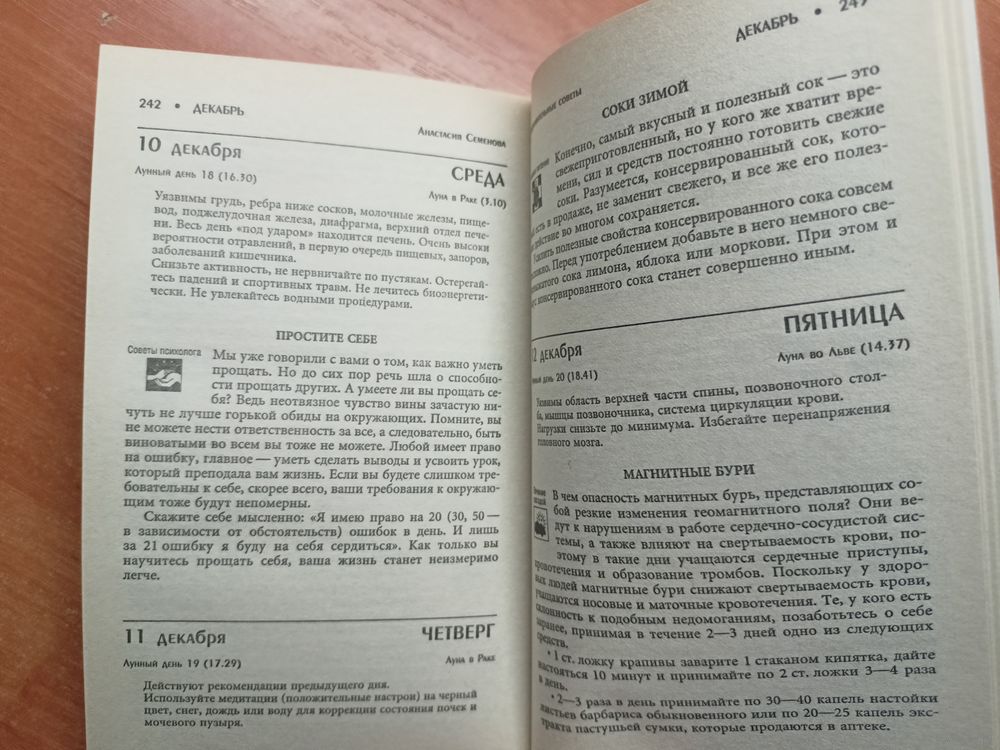 242 • ДЕКАБРЬ
Анастасия Семенова
10 ДЕКАБРЯ
СРЕДА
Лунный день 18 (16.30)
Луна в Раке (3.10)
Уязвимы грудь, ребра ниже сосков, молочные железы, пище-
вод, поджелудочная железа, диафрагма, верхний отдел пече-
ни. Весь день «под ударом» находится печень. Очень высоки
вероятности отравлений, в первую очередь пищевых, запоров,
заболеваний кишечника.
Снизьте активность, не нервничайте по пустякам. Остерегай-
тесь падений и спортивных травм. Не лечитесь биоэнергети-
чески. Не увлекайтесь водными процедурами.
ПРОСТИТЕ СЕБЕ
Советы психолога
Мы уже говорили с вами о том, как важно уметь
прощать. Но до сих пор речь шла о способно-
сти прощать других. А умеете ли вы прощать се-
бя? Ведь неотвязное чувство вины зачастую ни-
чуть не лучше горькой обиды на окружающих. Помните, вы
не можете нести ответственность за все, а следовательно, быть
виноватыми во всем вы тоже не можете. Любой имеет право
на ошибку, главное — уметь сделать выводы и усвоить урок,
который преподала вам жизнь. Если вы будете слишком тре-
бовательны к себе, скорее всего, ваши требования к окружаю-
щим тоже будут непомерны.
Скажите себе мысленно: «Я имею право на 20 (30, 50 —
в зависимости от обстоятельств) ошибок в день. И лишь
за 21 ошибку я буду на себя сердиться». Как только вы
научитесь прощать себя, ваша жизнь станет неизмеримо
легче.
11 ДЕКАБРЯ
ЧЕТВЕРГ
Лунный день 19 (17.29)
Луна в Раке
Действуют рекомендации предыдущего дня.
Используйте медитации (положительные настрои) на черный
цвет, снег, дождь или воду для коррекции состояния почек и
мочевого пузыря.
ДЕКАБРЬ •
советы
СОКИ ЗИМОЙ
Конечно, самый вкусный и полезный сок — это
свежеприготовленный, но у кого же хватит вре-
мени, сил и средств постоянно готовить свежие
соки. Разумеется, консервированный сок, кото-
есть в продаже, не заменит свежего, и все же его полез-
действие во многом сохраняется.
Усилить полезные свойства консервированного сока совсем
Перед употреблением добавьте в него немного све-
сока лимона, яблока или моркови. При этом и
консервированного сока станет совершенно иным.
ПЯТНИЦА
ДЕКАБРЯ
Луна во Льве (14.37)
день 20 (18.41)
Уязвимы область верхней части спины, позвоночного стол-
ба, мышцы позвоночника, система циркуляции крови.
Нагрузки снизьте до минимума. Избегайте перенапряжения
головного мозга.
МАГНИТНЫЕ БУРИ
В чем опасность магнитных бурь, представляющих со-
бой резкие изменения геомагнитного поля? Они ве-
дут к нарушениям в работе сердечно-сосудистой сис-
темы, а также влияют на свертываемость крови, по-
этому в такие дни учащаются сердечные приступы,
кровотечения и образование тромбов. Поскольку у здоро-
вых людей магнитные бури снижают свертываемость крови,
учащаются носовые и маточные кровотечения. Те, у кого есть
склонность к подобным недомоганиям, позаботьтесь о себе
заранее, принимая в течение 2—3 дней одно из следующих
средств.
• 1 ст. ложку крапивы заварите 1 стаканом кипятка, дайте
настояться 10 минут и принимайте по 2 ст. ложки 3—4 раза
в день.
• 2—3 раза в день принимайте по 30—40 капель настойки
листьев барбариса обыкновенного или по 20—25 капель экс-
тракта пастушьей сумки, которые продаются в аптеке.